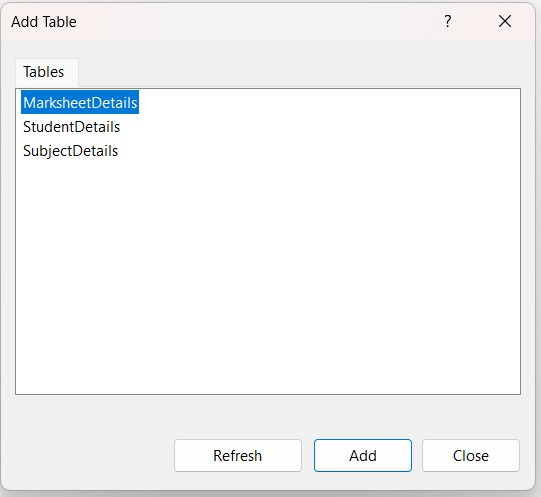 Add Table ?
Tables
MarksheetDetails
StudentDetails
SubjectDetails
Refresh Add Close